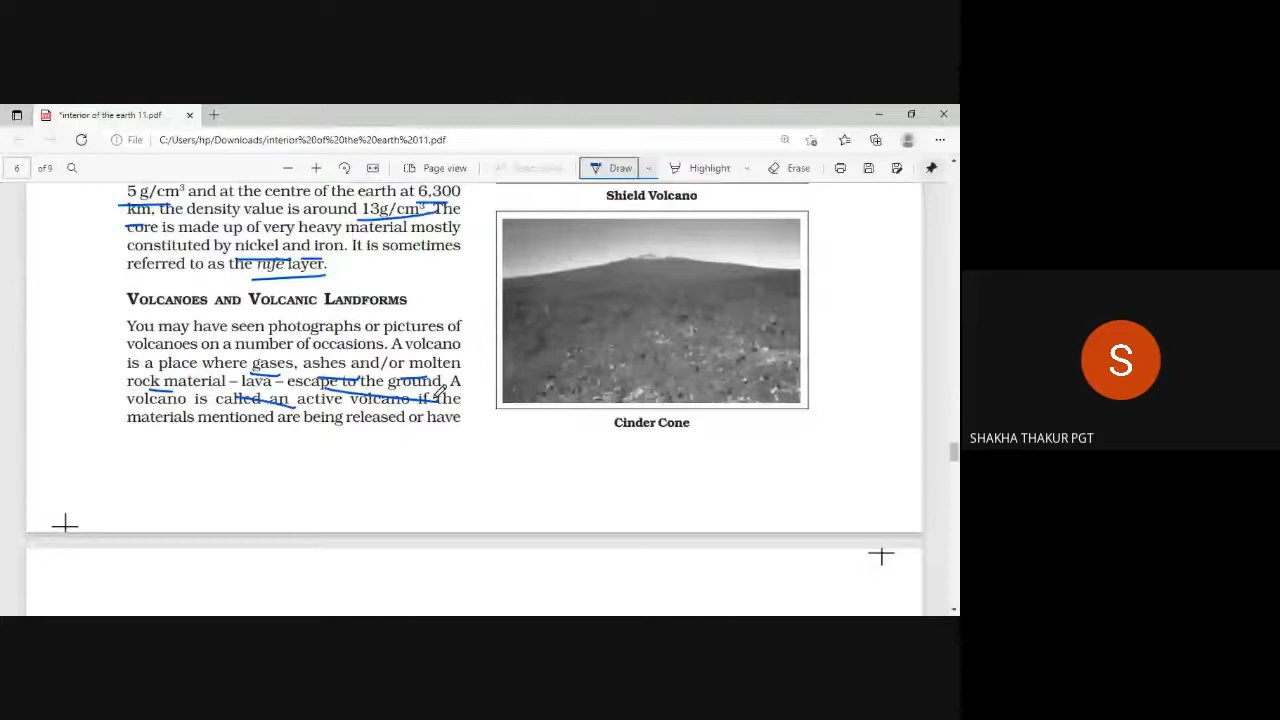 *interior of the earth 11.pdf
File
C:/Users/hp/Downloads/interior%20of%20the%20earth%2011.pdf
6
of 9
Page view
Draw
Highlight
Erase
5 g/cm³ and at the centre of the earth at 6,300
km, the density value is around 13g/cm³. The
core is made up of very heavy material mostly
constituted by nickel and iron. It is sometimes
referred to as the nife layer.
VOLCANOES AND VOLCANIC LANDFORMS
You may have seen photographs or pictures of
volcanoes on a number of occasions. A volcano
is a place where gases, ashes and/or molten
rock material – lava – escape to the ground. A
volcano is called an active volcano if the
materials mentioned are being released or have
Shield Volcano
Cinder Cone
S
SHAKHA THAKUR PGT